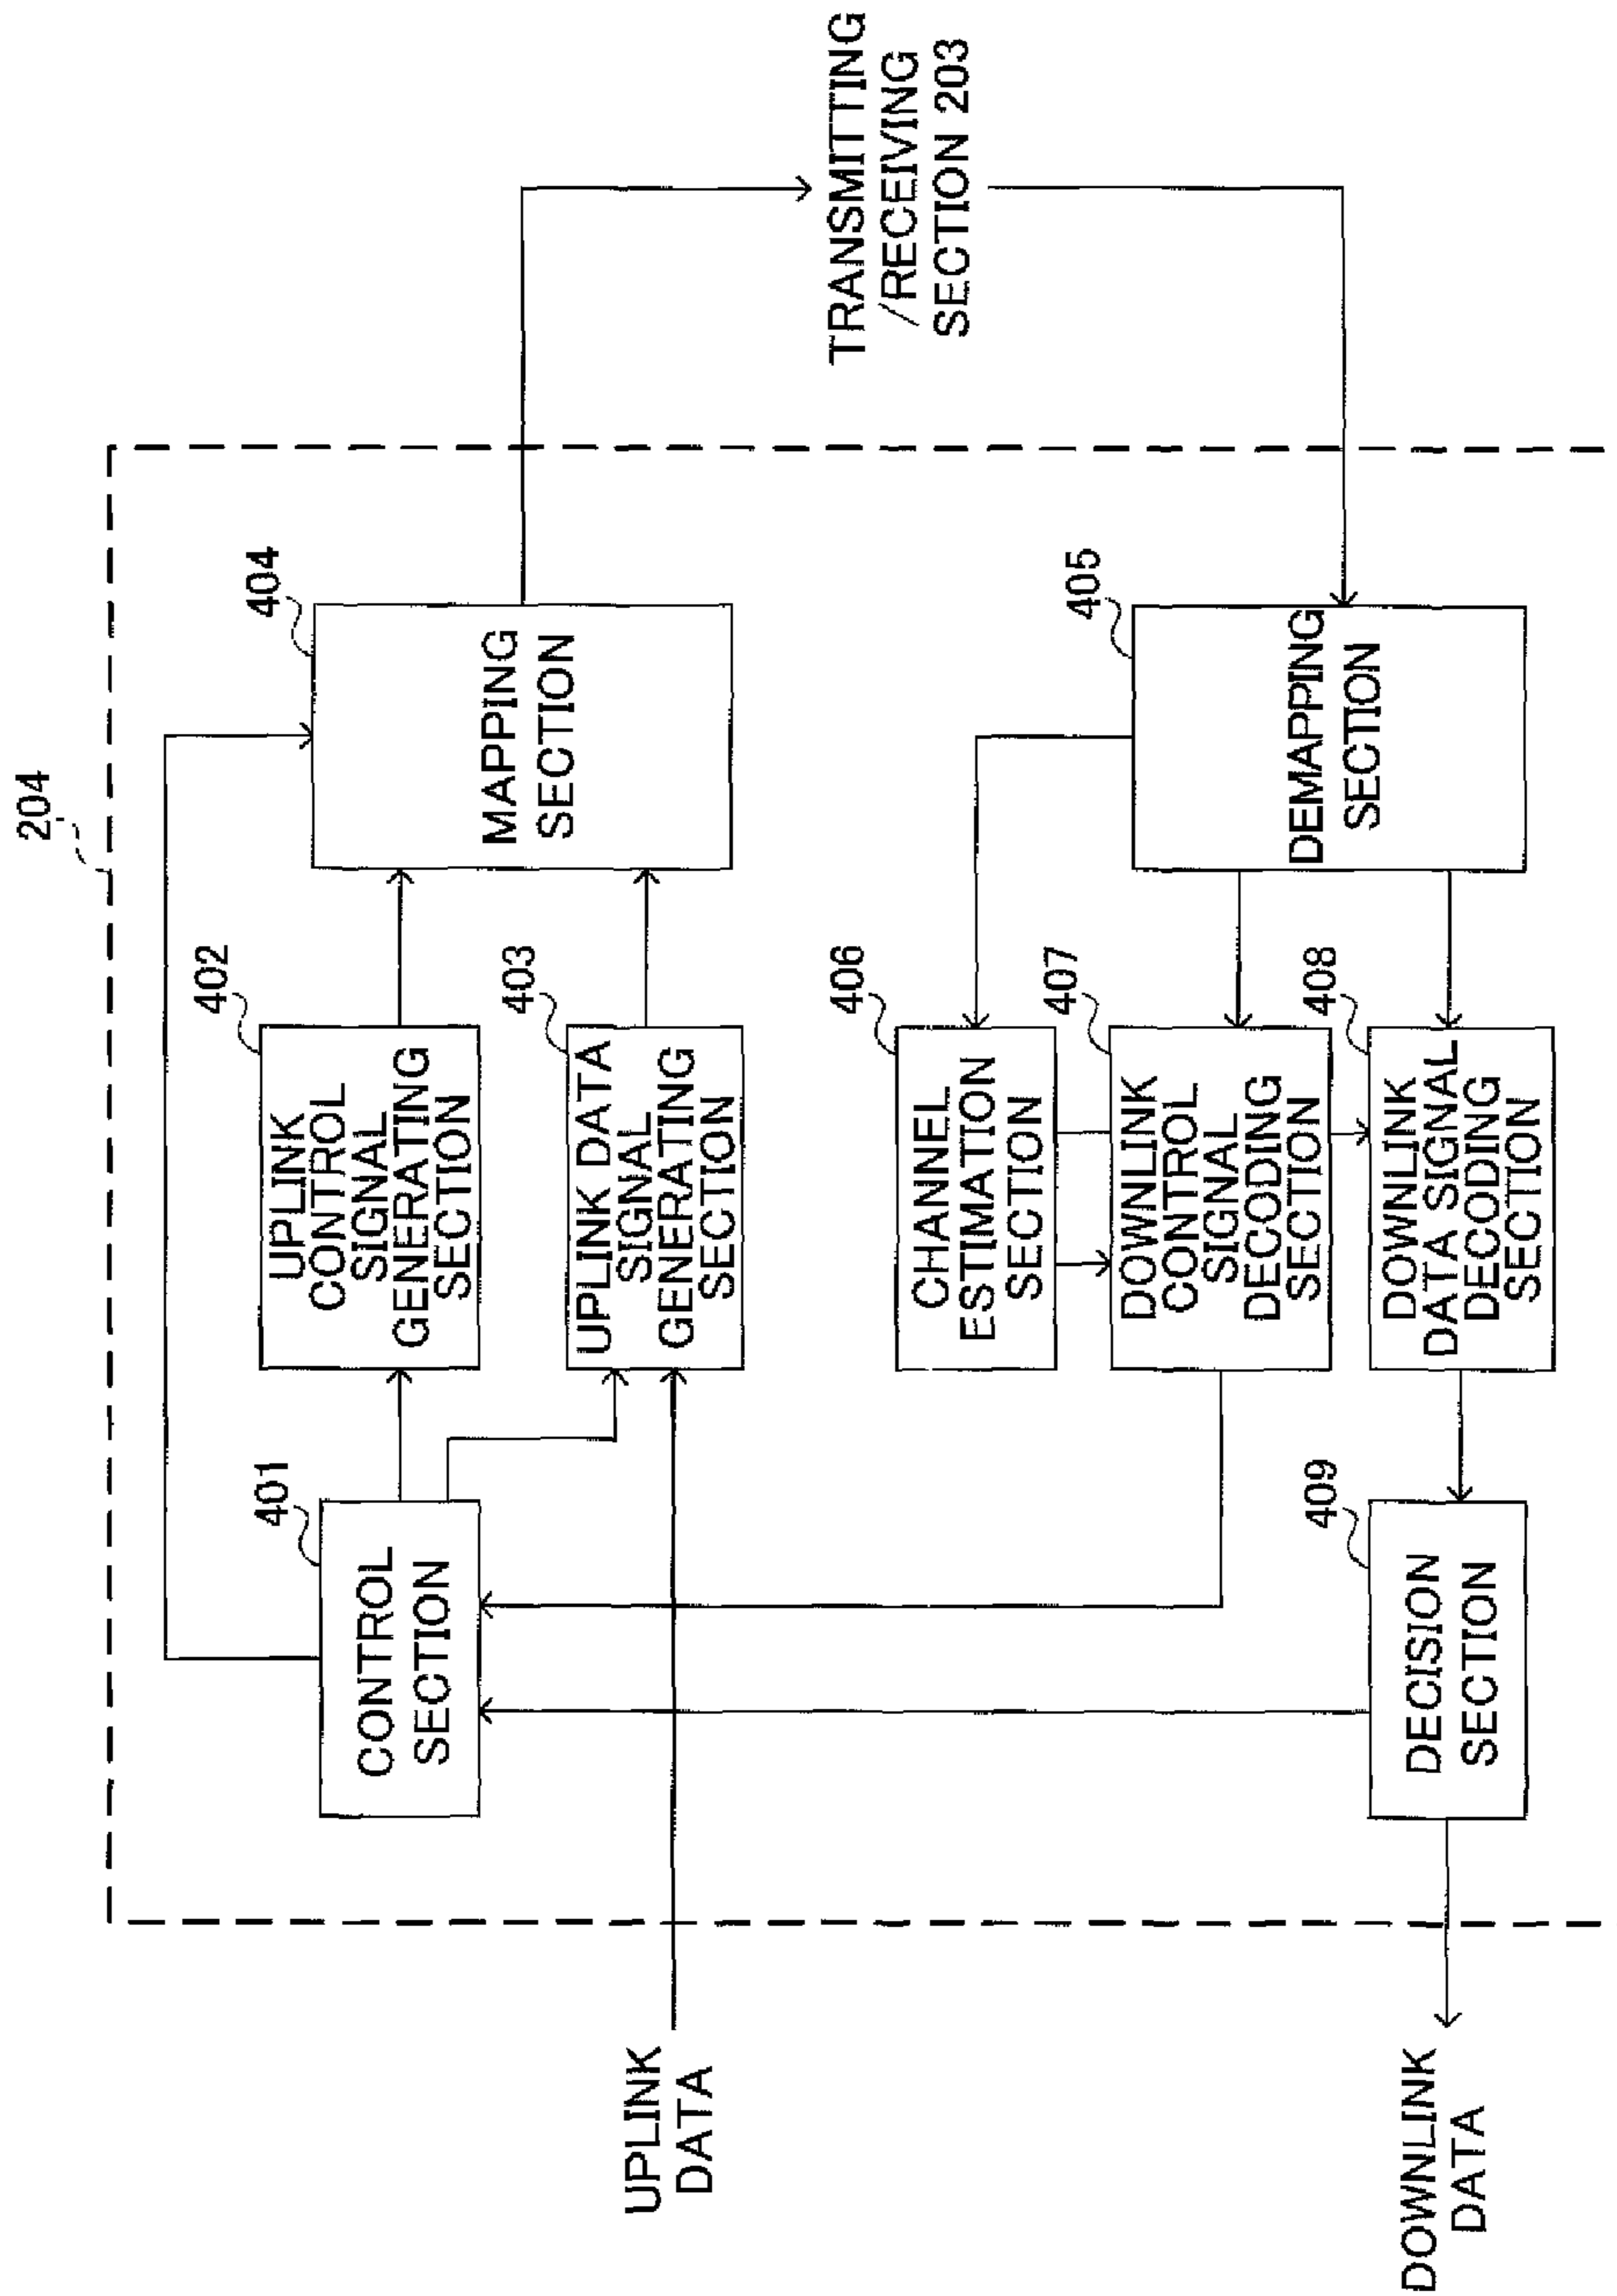 204
401
CONTROL
SECTION
402
UPLINK
CONTROL
SIGNAL
GENERATING
SECTION
404
MAPPING
SECTION
403
UPLINK DATA
SIGNAL
GENERATING
SECTION
UPLINK
DATA
TRANSMITTING
/RECEIVING
SECTION 203
406
CHANNEL
ESTIMATION
SECTION
405
DEMAPPING
SECTION
407
DOWNLINK
CONTROL
SIGNAL
DECODING
SECTION
409
DECISION
SECTION
408
DOWNLINK
DATA SIGNAL
DECODING
SECTION
DOWNLINK
DATA